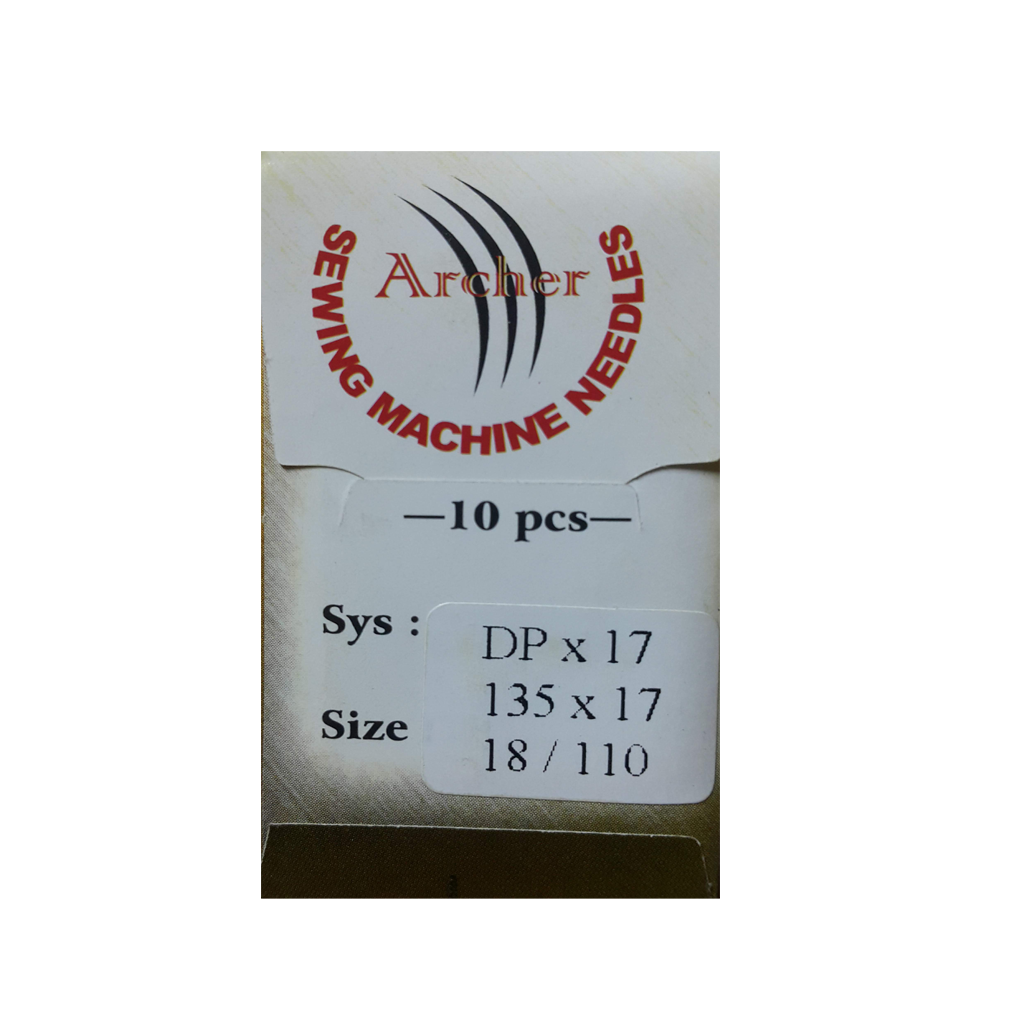 Archer
SEWING MACHINE NEEDLES
—10 pcs—
Sys :
DP x 17
135 x 17
Size
18 / 110